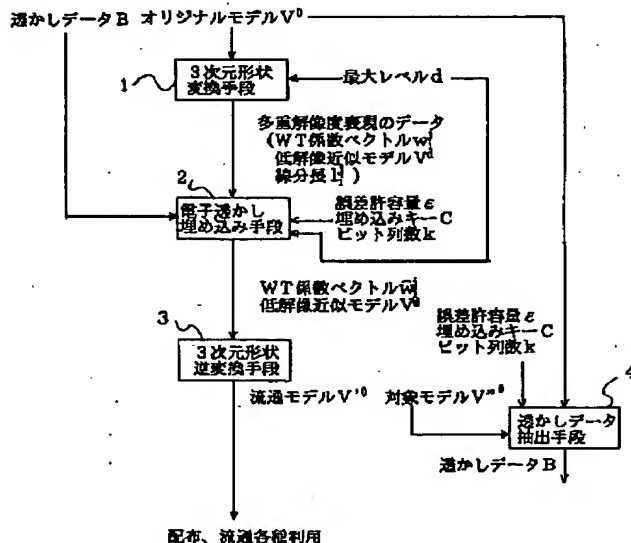 透かしデータB オリジナルモデルV⁰
1
3次元形状
変換手段
最大レベルd
多重解像度表現のデータ
(WT係数ベクトルw
低解像近似モデルVᵈ
線分長l )
2
電子透かし
埋め込み手段
誤差許容量ε
埋め込みキーC
ビット列数k
WT係数ベクトルw
低解像近似モデルV
3
3次元形状
逆変換手段
誤差許容量ε
埋め込みキーC
ビット列数k
4
流通モデルV'⁰ 対象モデルV"⁰
透かしデータ
抽出手段
透かしデータB
配布、流通各種利用